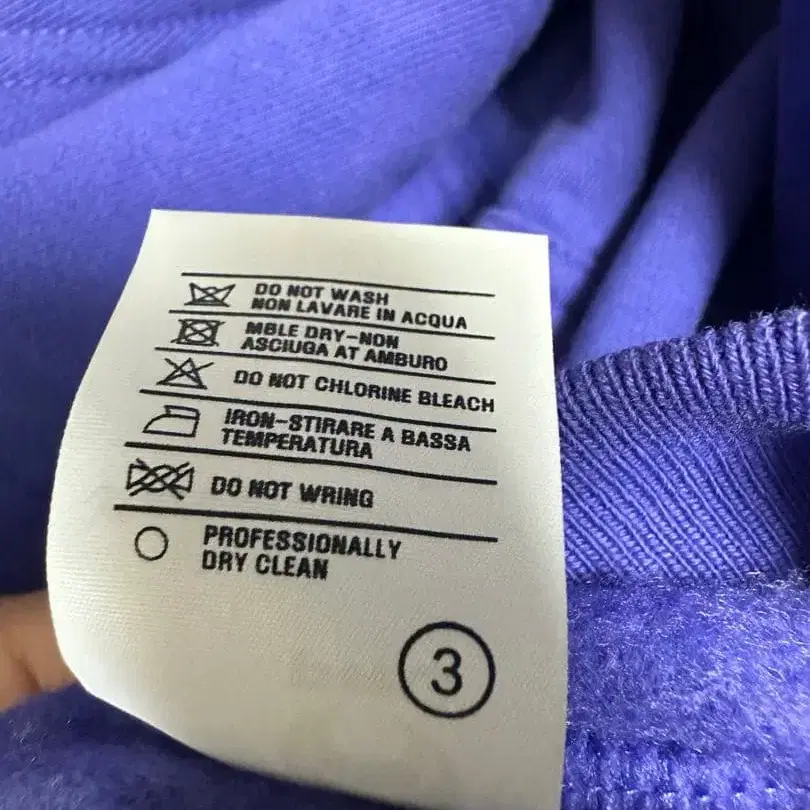 DO NOT WASH
NON LAVARE IN ACQUA
MBLE DRY-NON
ASCIUGA AT AMBURO
DO NOT CHLORINE BLEACH
IRON-STIRARE A BASSA
TEMPERATURA
DO NOT WRING
PROFESSIONALLY
DRY CLEAN
3